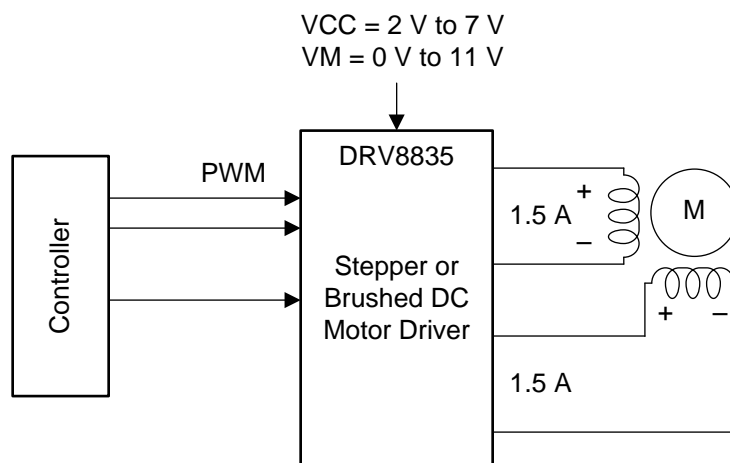 VCC = 2 V to 7 V
VM = 0 V to 11 V
Controller
PWM
DRV8835
Stepper or
Brushed DC
Motor Driver
+
1.5 A
–
M
+ –
1.5 A